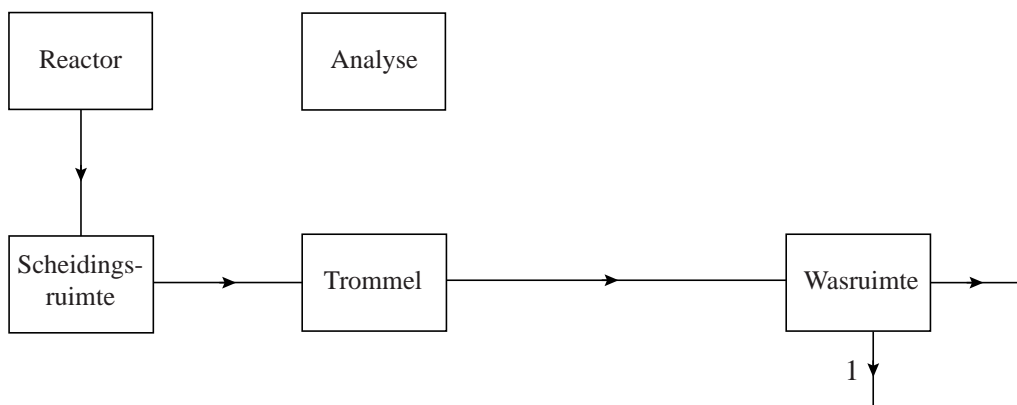 Reactor
Analyse
Scheidings-
ruimte
Trommel
Wasruimte
1